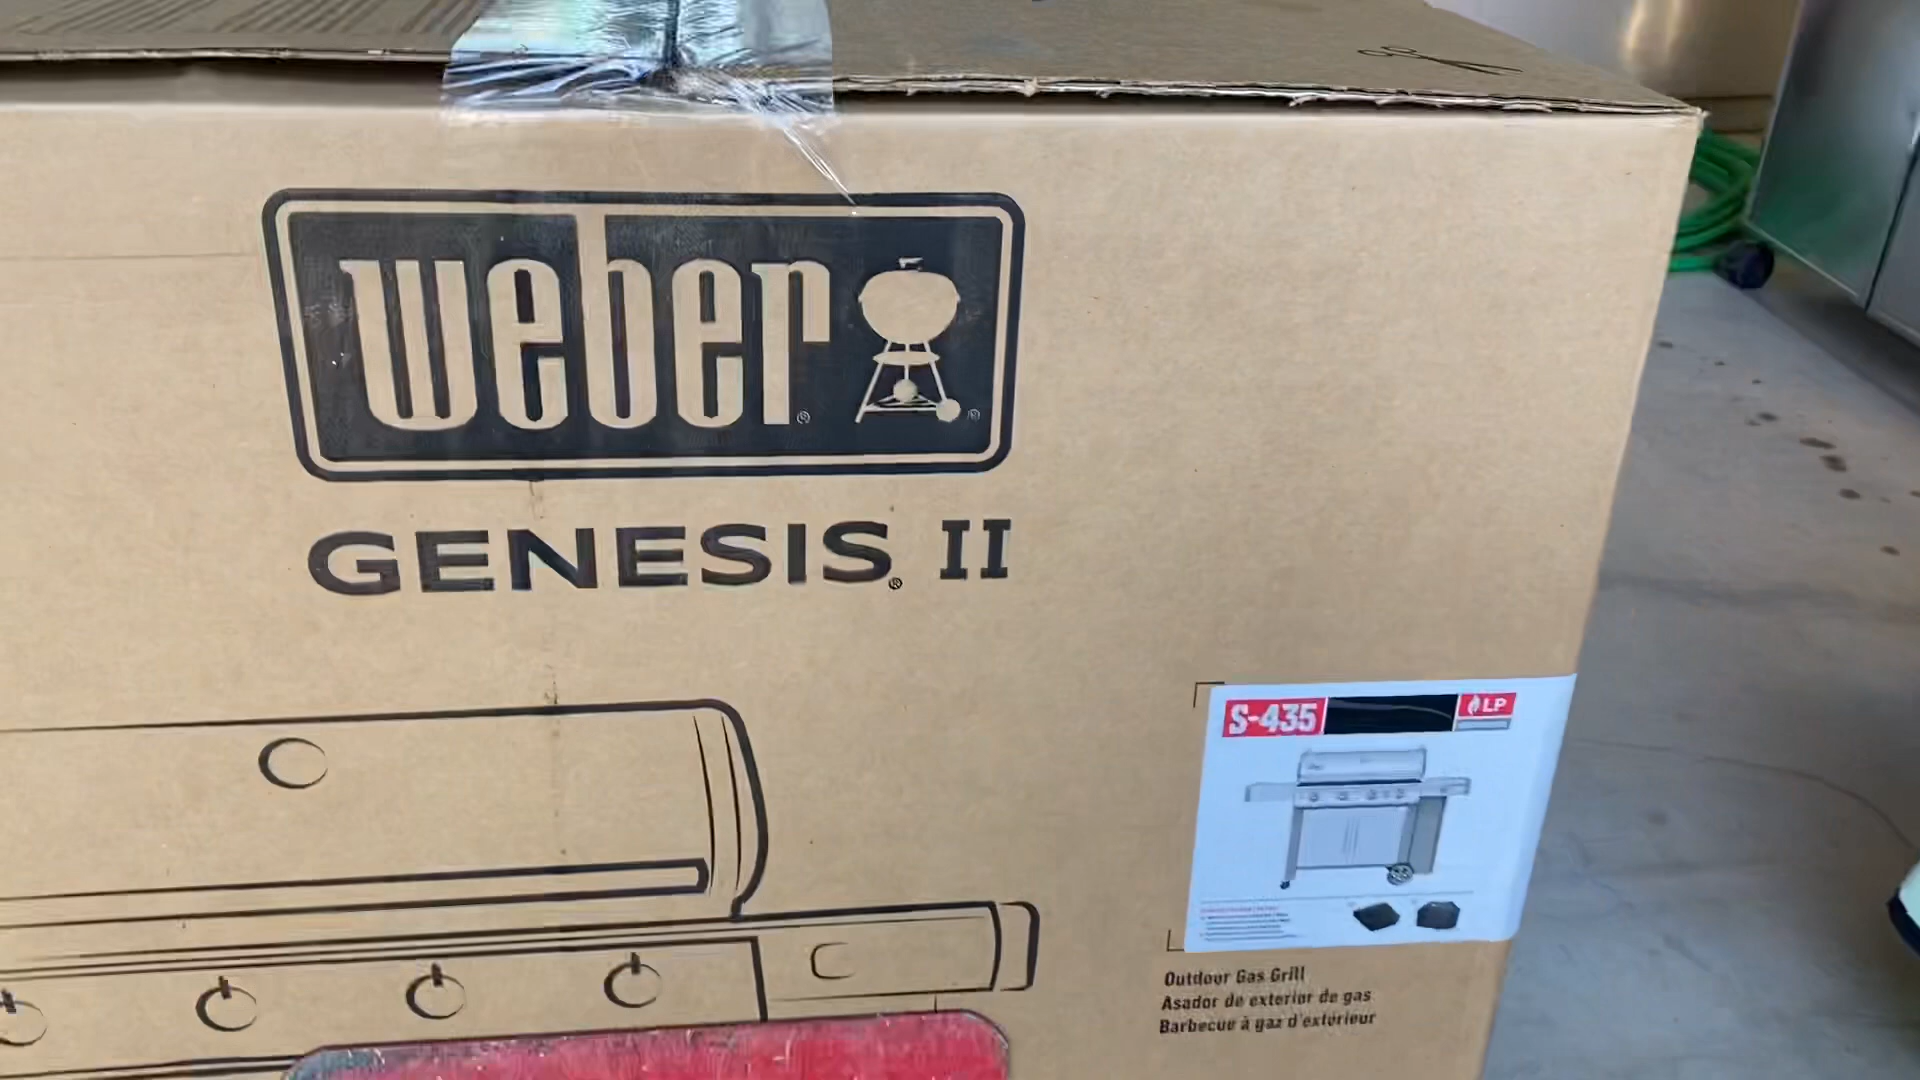 weber
GENESIS® II
S-435
LP
Outdoor Gas Grill
Asador de exterior de gas
Barbecue à gaz d'extérieur